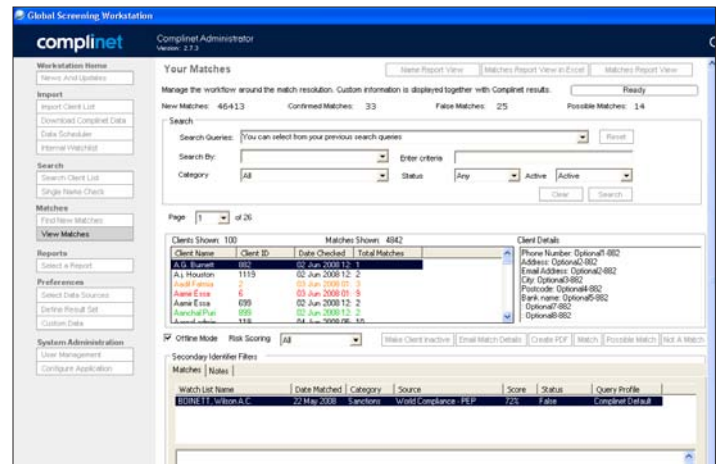 Global Screening Workstation
complinet
Complinet Administrator
Version: 2.7.3
Workstation Home
News And Updates
Import
Import Client List
Download Complinet Data
Data Scheduler
Internal Watchlist
Search
Search Client List
Single Name Check
Matches
Find New Matches
View Matches
Reports
Select a Report
Preferences
Select Data Sources
Define Result Set
Custom Data
System Administration
User Management
Configure Application
Your Matches
Name Report View
Matches Report View in Excel
Matches Report View
Manage the workflow around the match resolution. Custom information is displayed together with Complinet results.
Ready
New Matches: 46413 Confirmed Matches: 33 False Matches: 25 Possible Matches: 14
Search
Search Queries: You can select from your previous search queries Reset
Search By: Enter criteria
Category All Status Any Active Active
Clear Search
Page 1 of 26
Clients Shown: 100 Matches Shown: 4842
Client Name Client ID Date Checked Total Matches
A.G. Burnett 882 02 Jun 2008 12: 1
A.j. Houston 1119 02 Jun 2008 12: 2
2 03 Jun 2008 01: 3
Aamir Essa 6 03 Jun 2008 01: 9
Aamir Essa 699 02 Jun 2008 12: 2
Aanchal Puri 899 02 Jun 2008 12: 2
118 04 Jun 2008 05: 10
Client Details
Phone Number: Optional1-882
Address: Optional2-882
Email Address: Optional2-882
City: Optional3-882
Postcode: Optional4-882
Bank name: Optional5-882
Optional7-882
Optional8-882
Offline Mode Risk Scoring All
Make Client Inactive Email Match Details Create PDF Match Possible Match Not A Match
Secondary Identifier Filters
Matches Notes
Watch List Name Date Matched Category Source Score Status Query Profile
BOINETT, Wilson A.C. 22 May 2008 Sanctions World Compliance - PEP 72% False Complinet Default